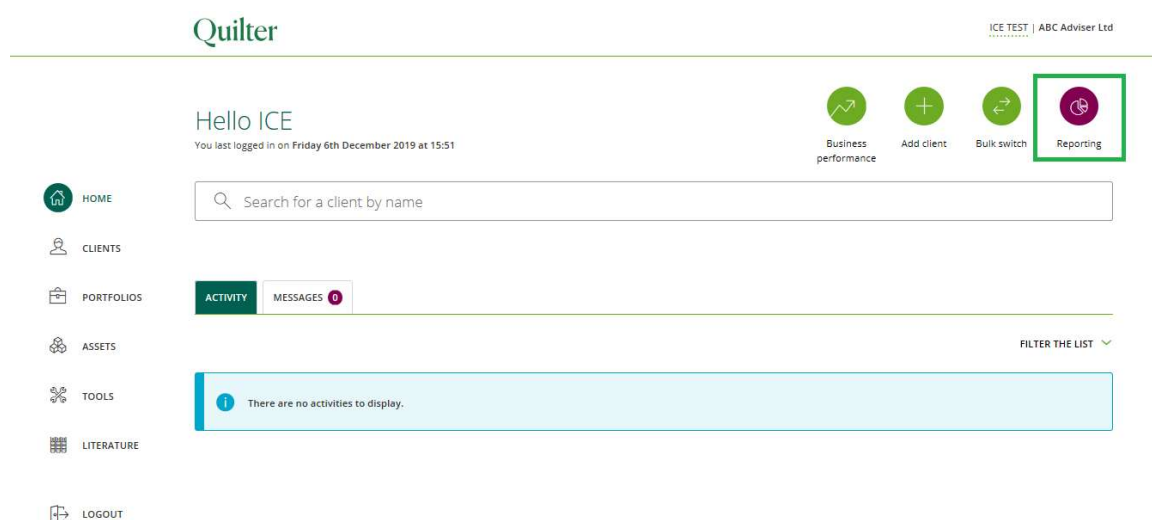 Quilter
ICE TEST | ABC Adviser Ltd
Hello ICE
You last logged in on Friday 6th December 2019 at 15:51
Business
performance
Add client
Bulk switch
Reporting
HOME
Search for a client by name
CLIENTS
PORTFOLIOS
ACTIVITY
MESSAGES 0
ASSETS
FILTER THE LIST
TOOLS
There are no activities to display.
LITERATURE
LOGOUT